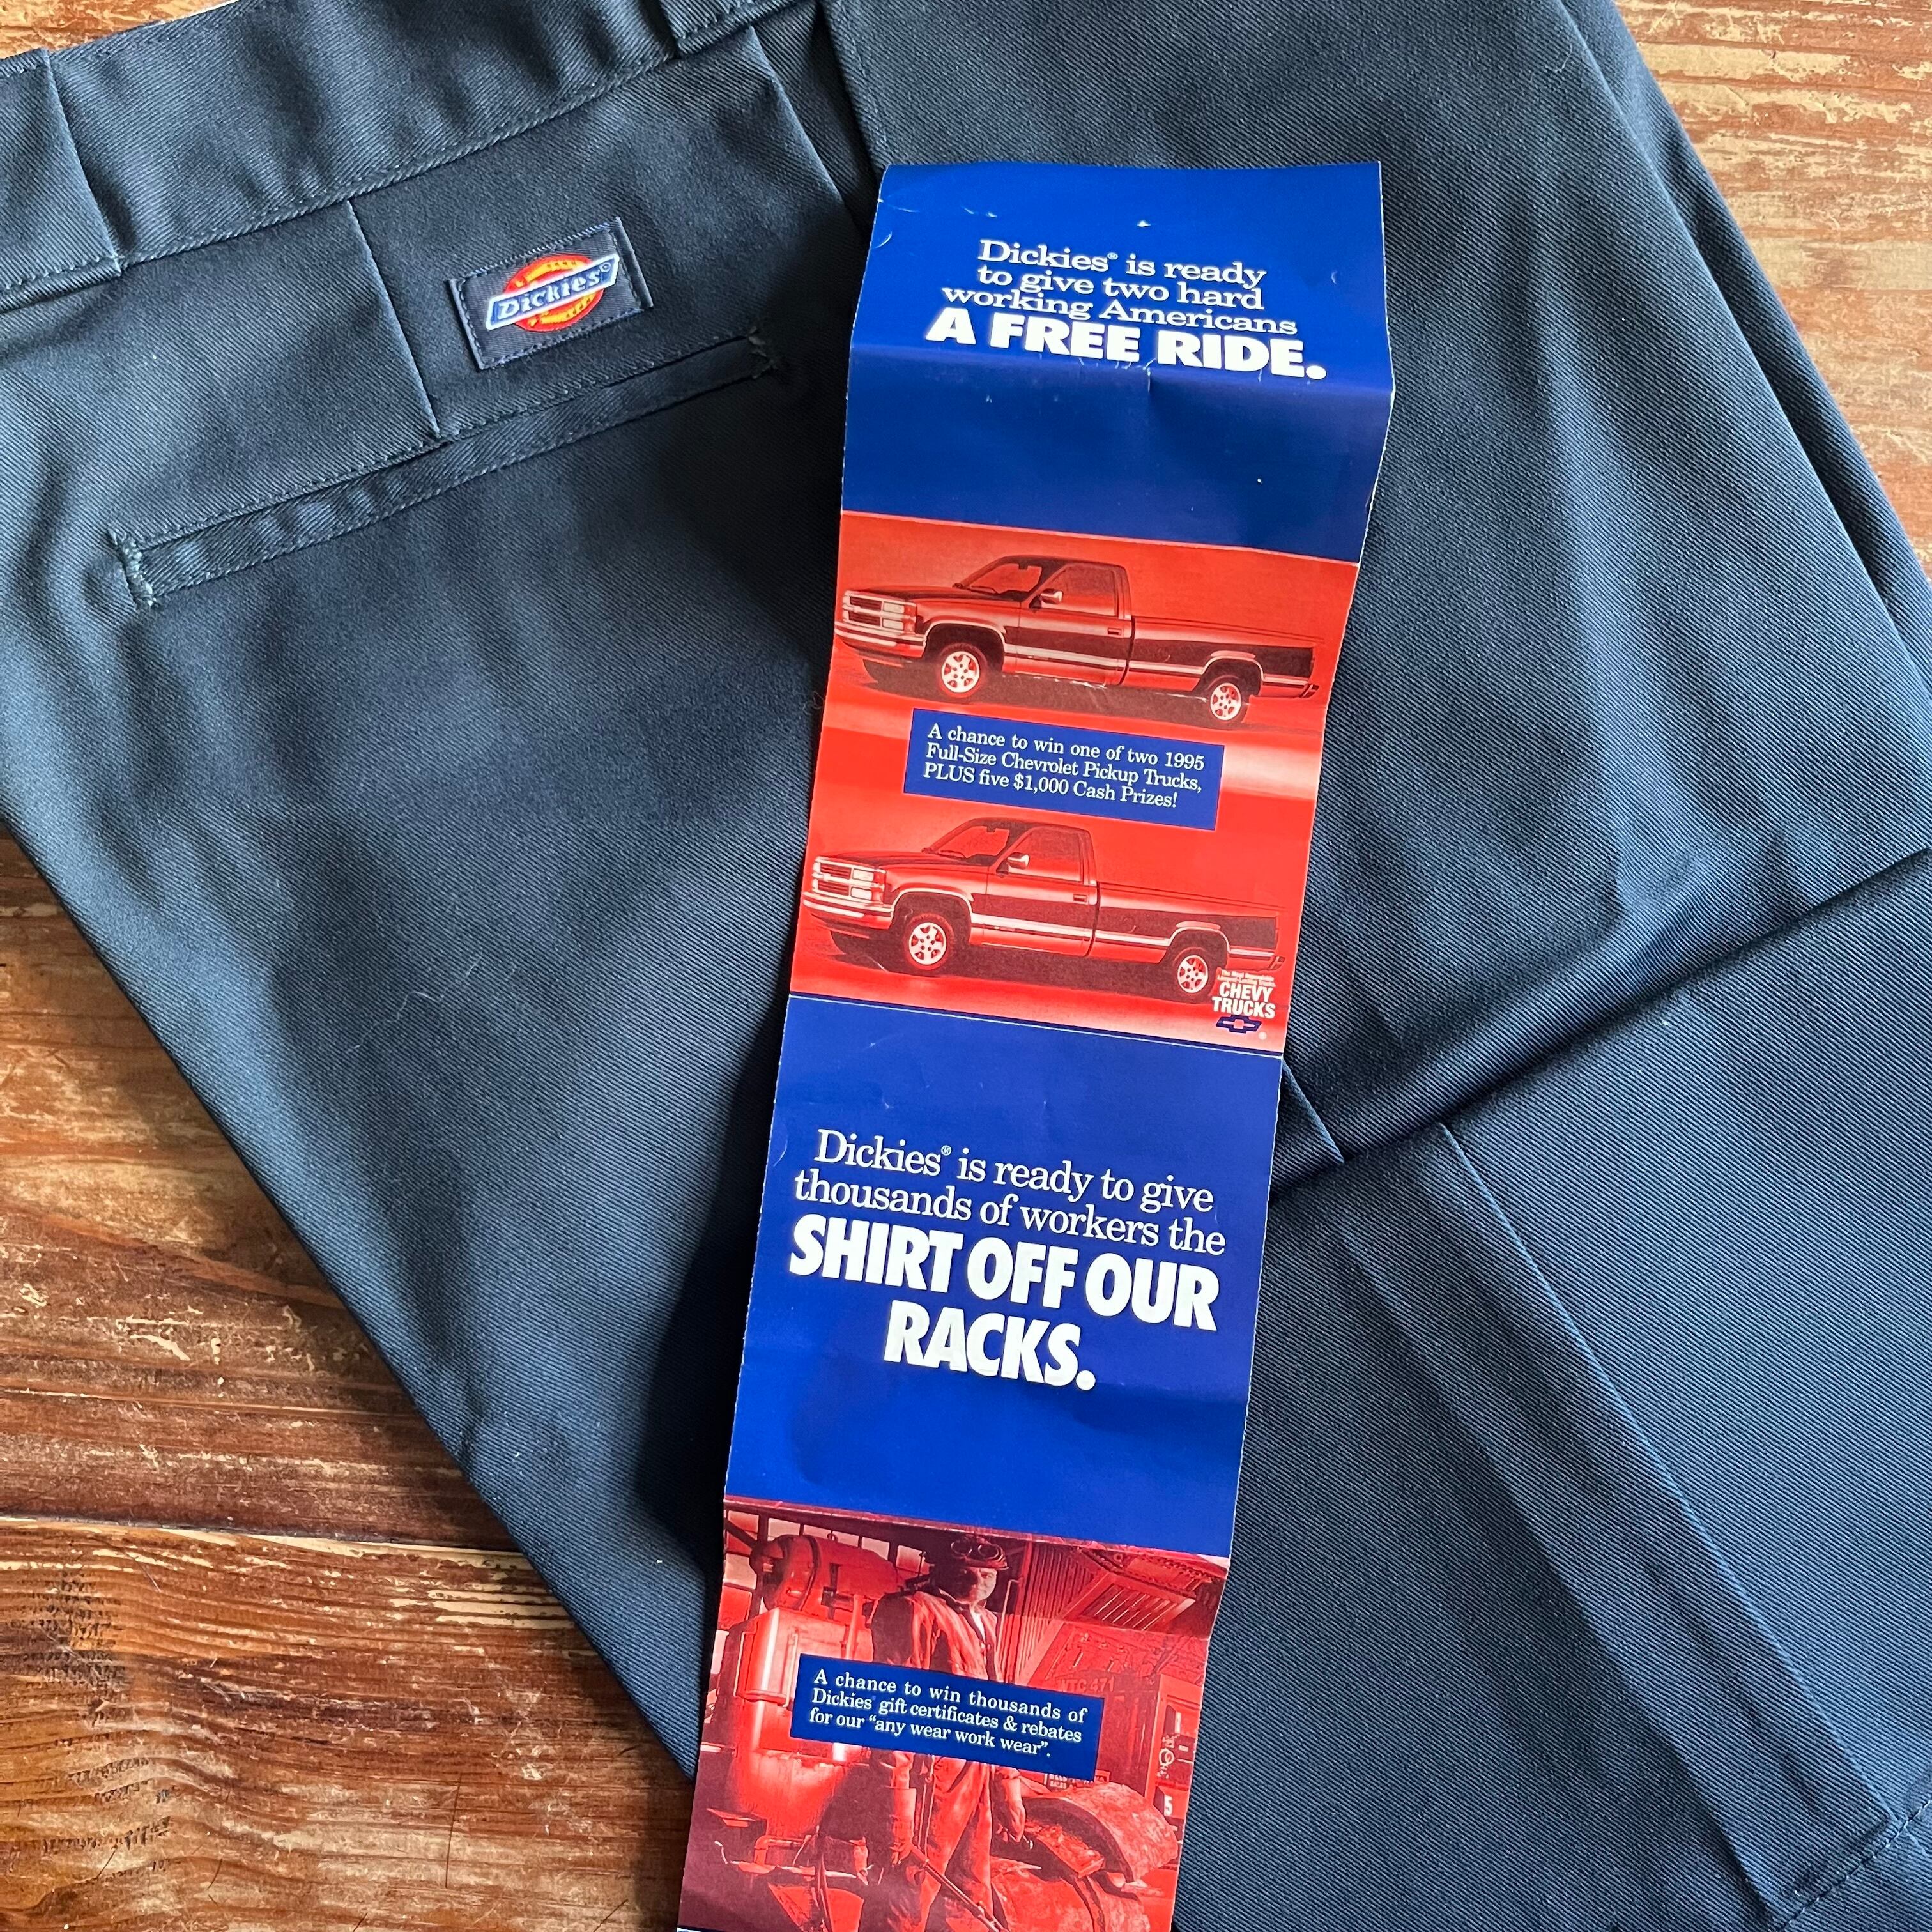 Dickies®
Dickies® is ready
to give two hard
working Americans
A FREE RIDE.
A chance to win one of two 1995
Full-Size Chevrolet Pickup Trucks,
PLUS five $1,000 Cash Prizes!
CHEVY
TRUCKS
®
Dickies® is ready to give
thousands of workers the
SHIRT OFF OUR
RACKS.
A chance to win thousands of
Dickies gift certificates & rebates
for our “any wear work wear”.